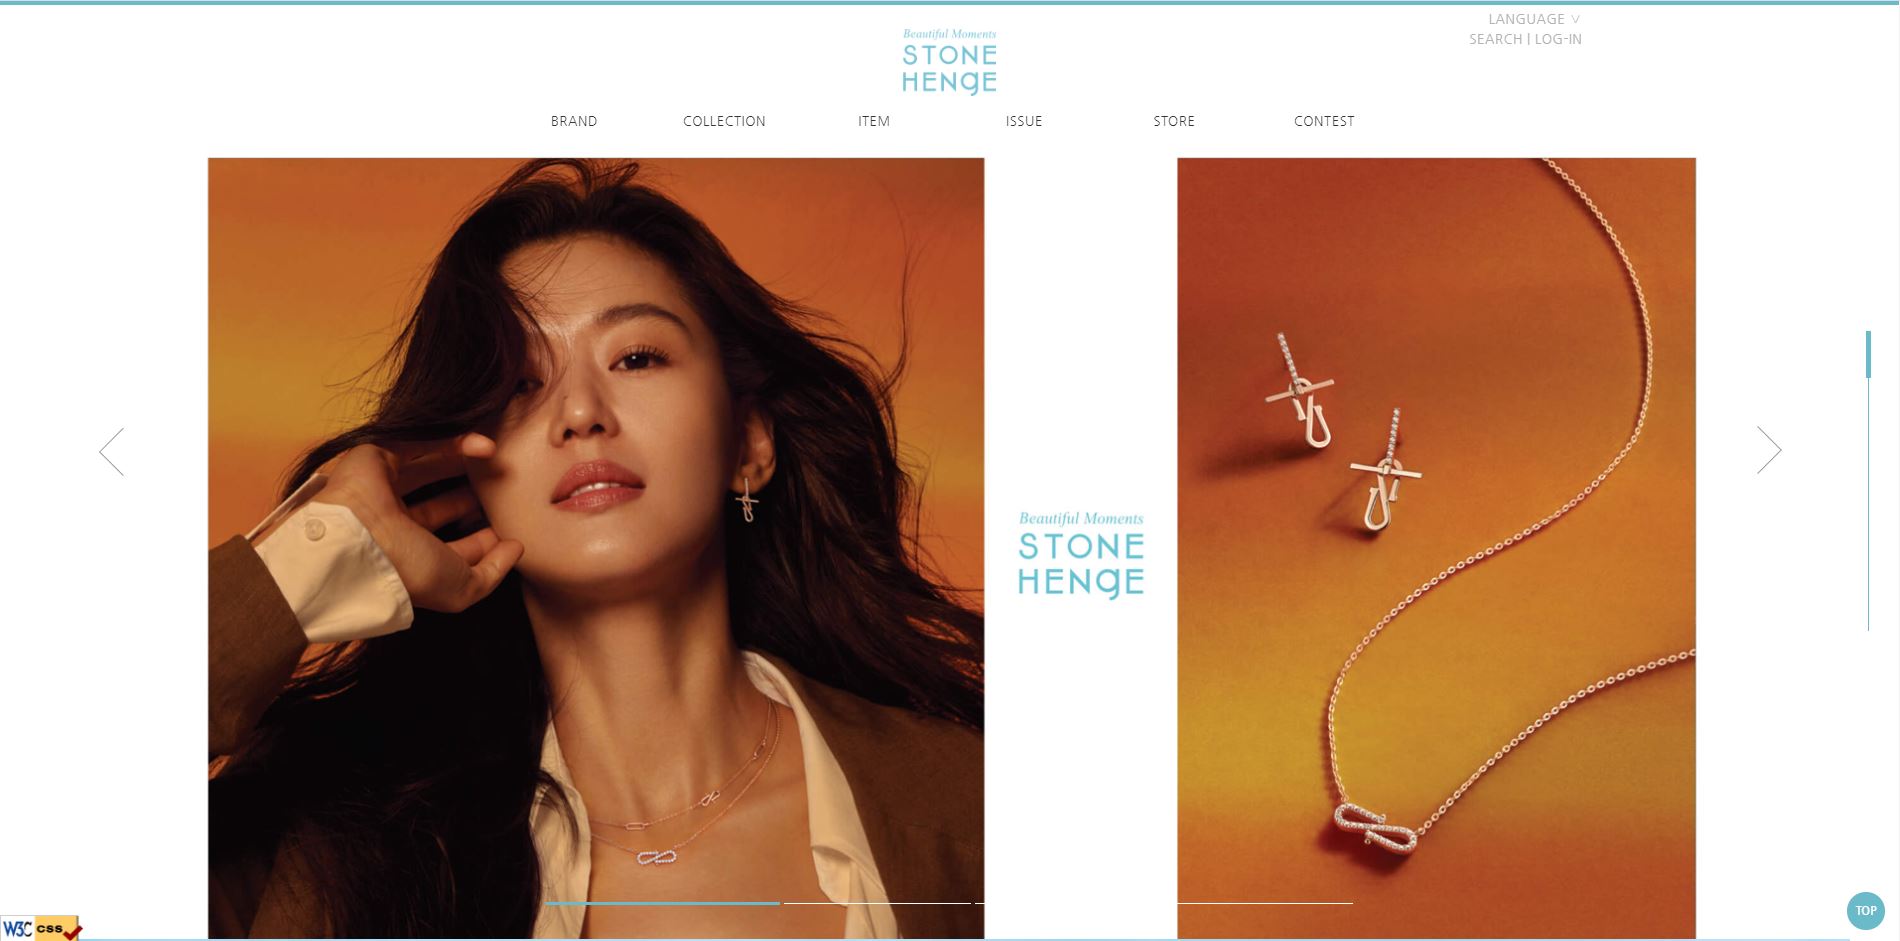 LANGUAGE V
SEARCH | LOG-IN
Beautiful Moments
STONE
HENgE
BRAND COLLECTION ITEM ISSUE STORE CONTEST
Beautiful Moments
STONE
HENgE
W3C css
TOP